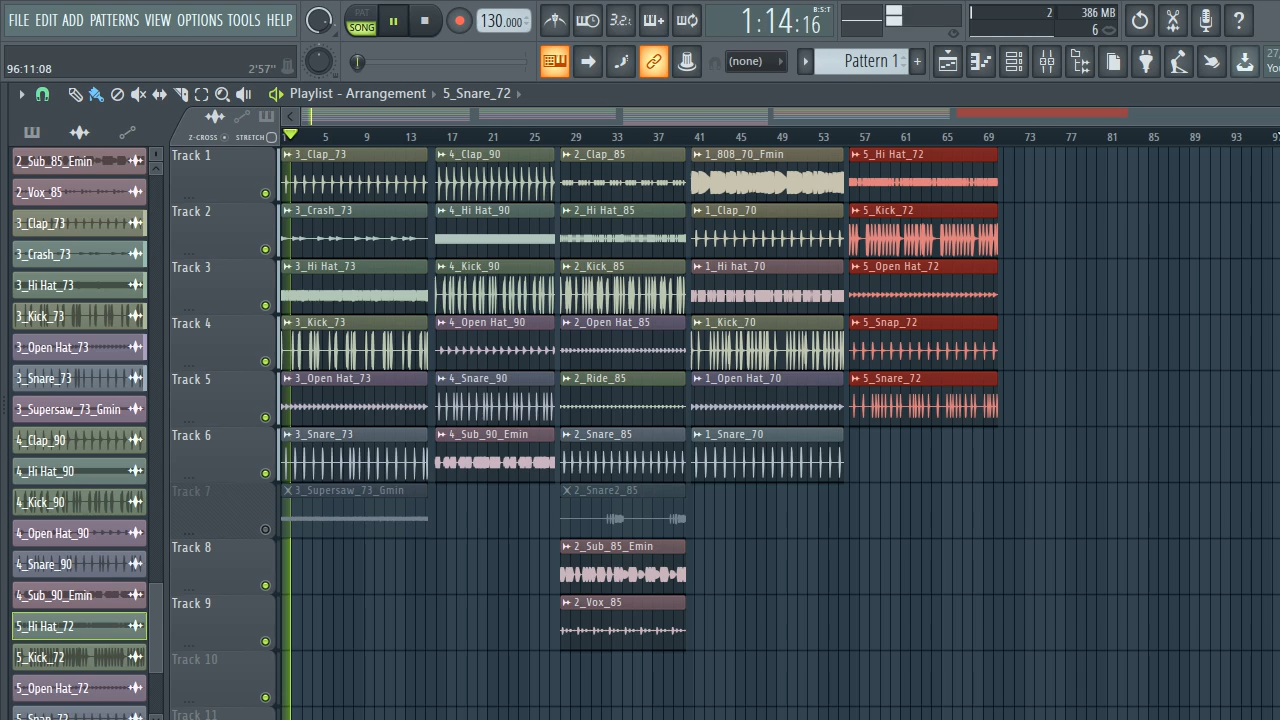 FILE EDIT ADD PATTERNS VIEW OPTIONS TOOLS HELP
PAT
SONG
130.000
3.2.
1:14:16
B:S:T
2
386 MB
6
96:11:08
2'57"
(none)
Pattern 1
+
27
You
Playlist - Arrangement › 5_Snare_72 ›
Z-CROSS
STRETCH
5 9 13 17 21 25 29 33 37 41 45 49 53 57 61 65 69 73 77 81 85 89 93 9
2_Sub_85_Emin
2_Vox_85
3_Clap_73
3_Crash_73
3_Hi Hat_73
3_Kick_73
3_Open Hat_73
3_Snare_73
3_Supersaw_73_Gmin
4_Clap_90
4_Hi Hat_90
4_Kick_90
4_Open Hat_90
4_Snare_90
4_Sub_90_Emin
5_Hi Hat_72
5_Kick_72
5_Open Hat_72
5_Snap_72
Track 1
3_Clap_73
4_Clap_90
2_Clap_85
1_808_70_Fmin
5_Hi Hat_72
Track 2
3_Crash_73
4_Hi Hat_90
2_Hi Hat_85
1_Clap_70
5_Kick_72
Track 3
3_Hi Hat_73
4_Kick_90
2_Kick_85
1_Hi hat_70
5_Open Hat_72
Track 4
3_Kick_73
4_Open Hat_90
2_Open Hat_85
1_Kick_70
5_Snap_72
Track 5
3_Open Hat_73
4_Snare_90
2_Ride_85
1_Open Hat_70
5_Snare_72
Track 6
3_Snare_73
4_Sub_90_Emin
2_Snare_85
1_Snare_70
Track 7
3_Supersaw_73_Gmin
2_Snare2_85
Track 8
2_Sub_85_Emin
Track 9
2_Vox_85
Track 10
Track 11